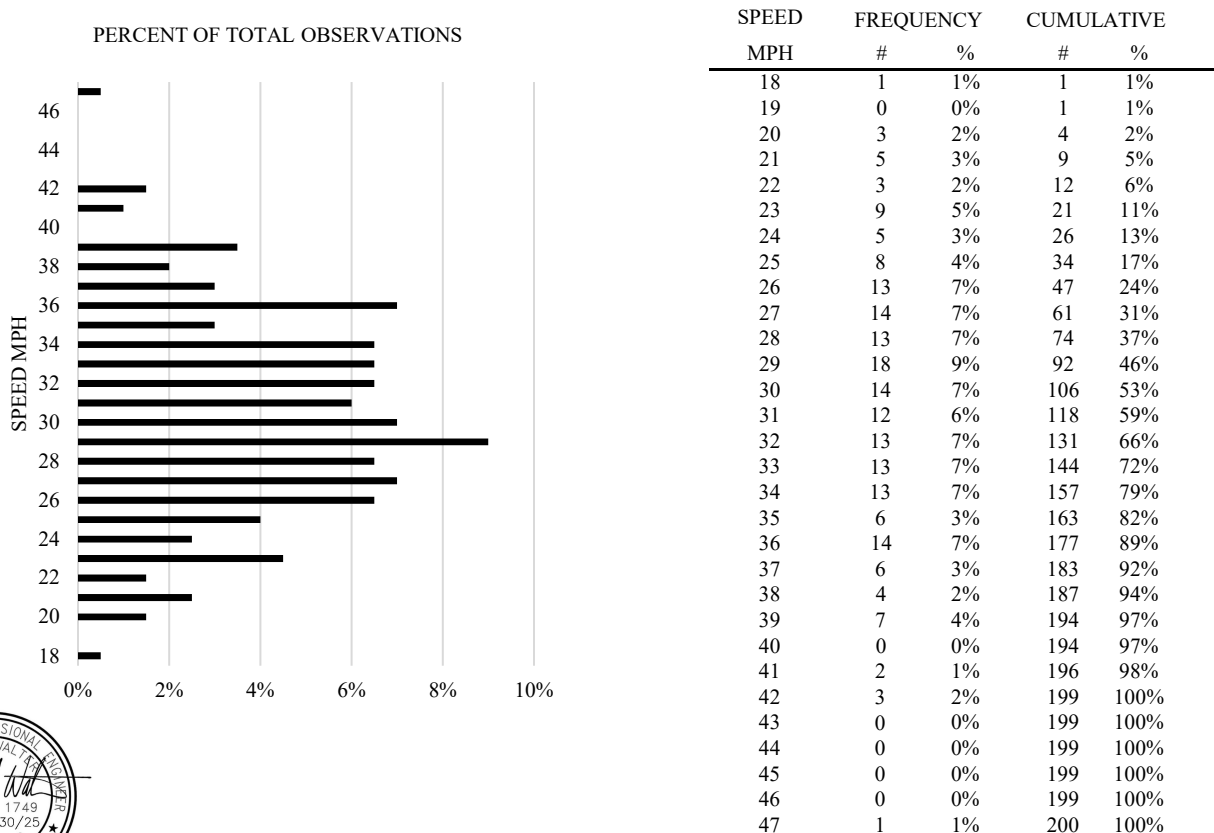 PERCENT OF TOTAL OBSERVATIONS
46
44
42
40
38
36
34
32
30
28
26
24
22
20
18
SPEED MPH
0% 2% 4% 6% 8% 10%
SPEED FREQUENCY CUMULATIVE
MPH # % # %
18 1 1% 1 1%
19 0 0% 1 1%
20 3 2% 4 2%
21 5 3% 9 5%
22 3 2% 12 6%
23 9 5% 21 11%
24 5 3% 26 13%
25 8 4% 34 17%
26 13 7% 47 24%
27 14 7% 61 31%
28 13 7% 74 37%
29 18 9% 92 46%
30 14 7% 106 53%
31 12 6% 118 59%
32 13 7% 131 66%
33 13 7% 144 72%
34 13 7% 157 79%
35 6 3% 163 82%
36 14 7% 177 89%
37 6 3% 183 92%
38 4 2% 187 94%
39 7 4% 194 97%
40 0 0% 194 97%
41 2 1% 196 98%
42 3 2% 199 100%
43 0 0% 199 100%
44 0 0% 199 100%
45 0 0% 199 100%
46 0 0% 199 100%
47 1 1% 200 100%
SIONAL ENGINEER
1749
30/25